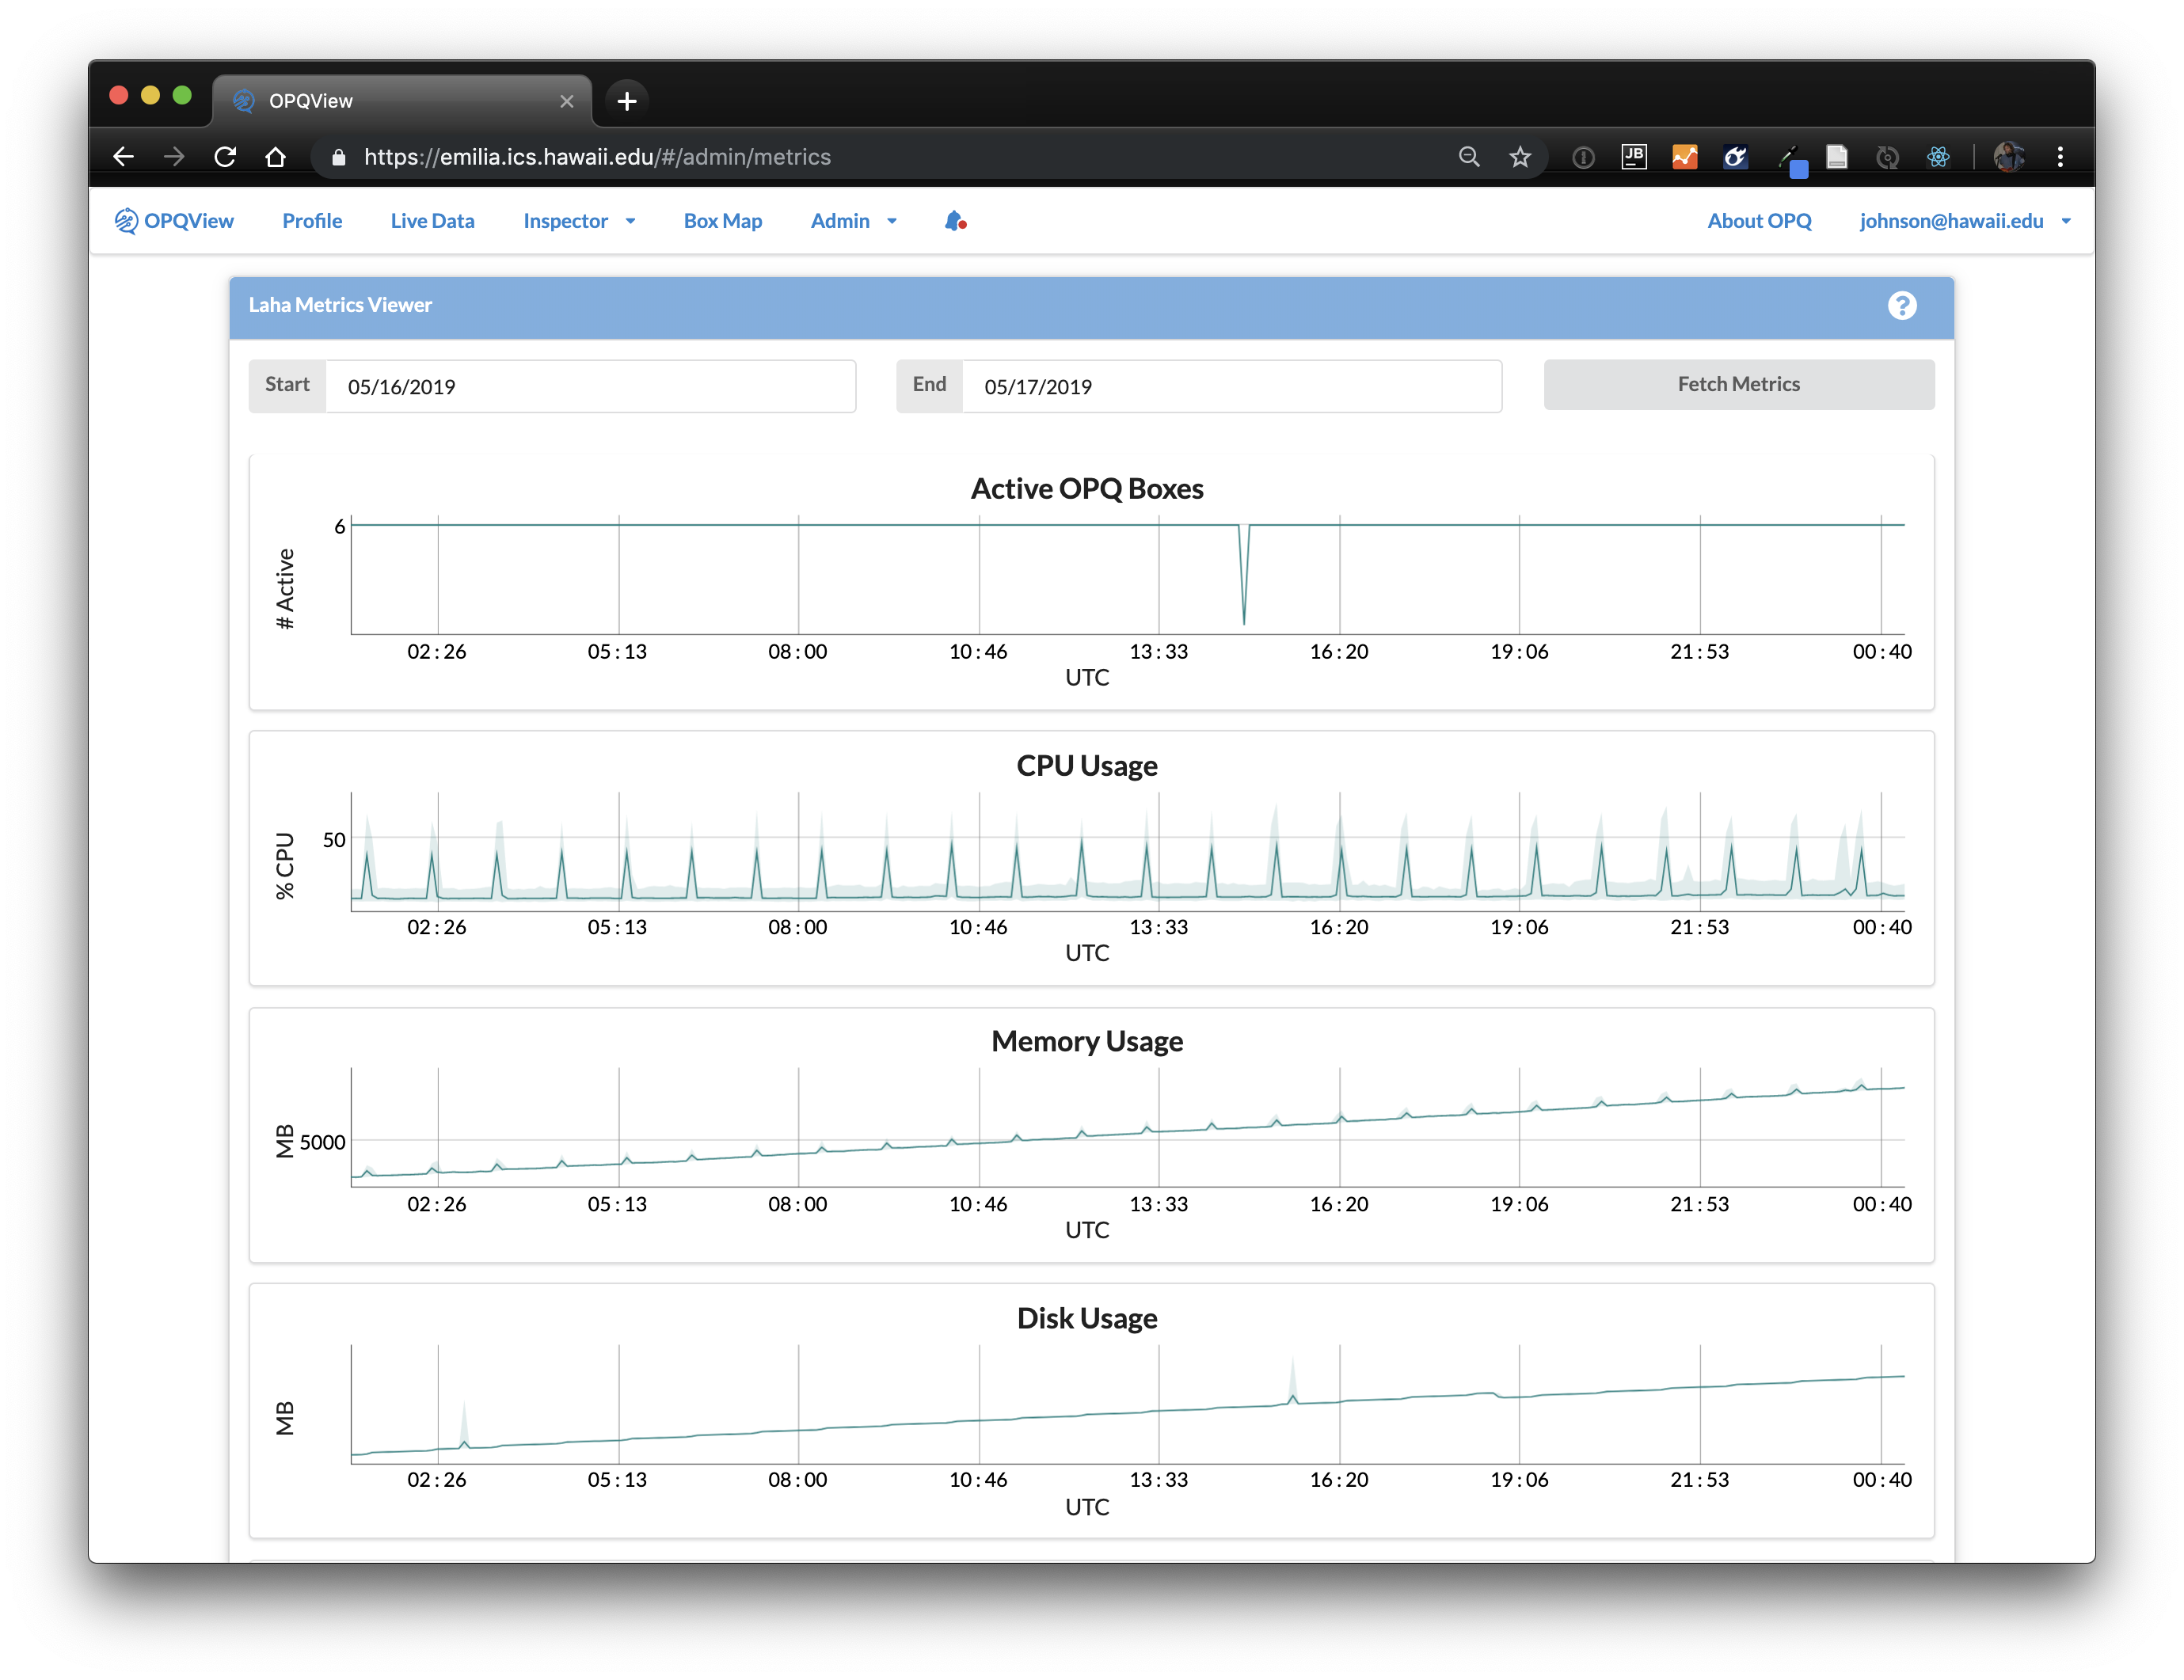 OPQView
https://emilia.ics.hawaii.edu/#/admin/metrics
JB
OPQView Profile Live Data Inspector Box Map Admin About OPQ johnson@hawaii.edu
Laha Metrics Viewer
?
Start 05/16/2019 End 05/17/2019 Fetch Metrics
Active OPQ Boxes
6
# Active
02:26 05:13 08:00 10:46 13:33 16:20 19:06 21:53 00:40
UTC
CPU Usage
50
% CPU
02:26 05:13 08:00 10:46 13:33 16:20 19:06 21:53 00:40
UTC
Memory Usage
MB
5000
02:26 05:13 08:00 10:46 13:33 16:20 19:06 21:53 00:40
UTC
Disk Usage
MB
02:26 05:13 08:00 10:46 13:33 16:20 19:06 21:53 00:40
UTC